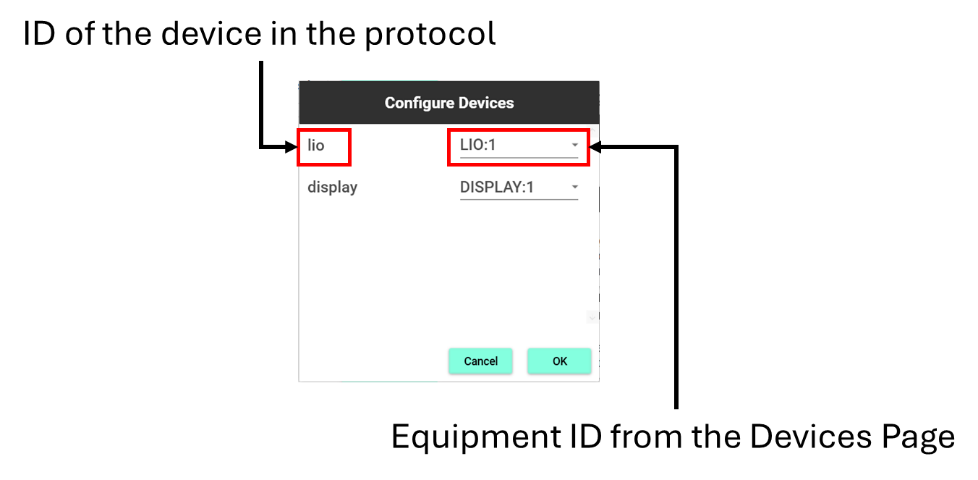 ID of the device in the protocol
Configure Devices
lio LIO:1
display DISPLAY:1
Cancel OK
Equipment ID from the Devices Page